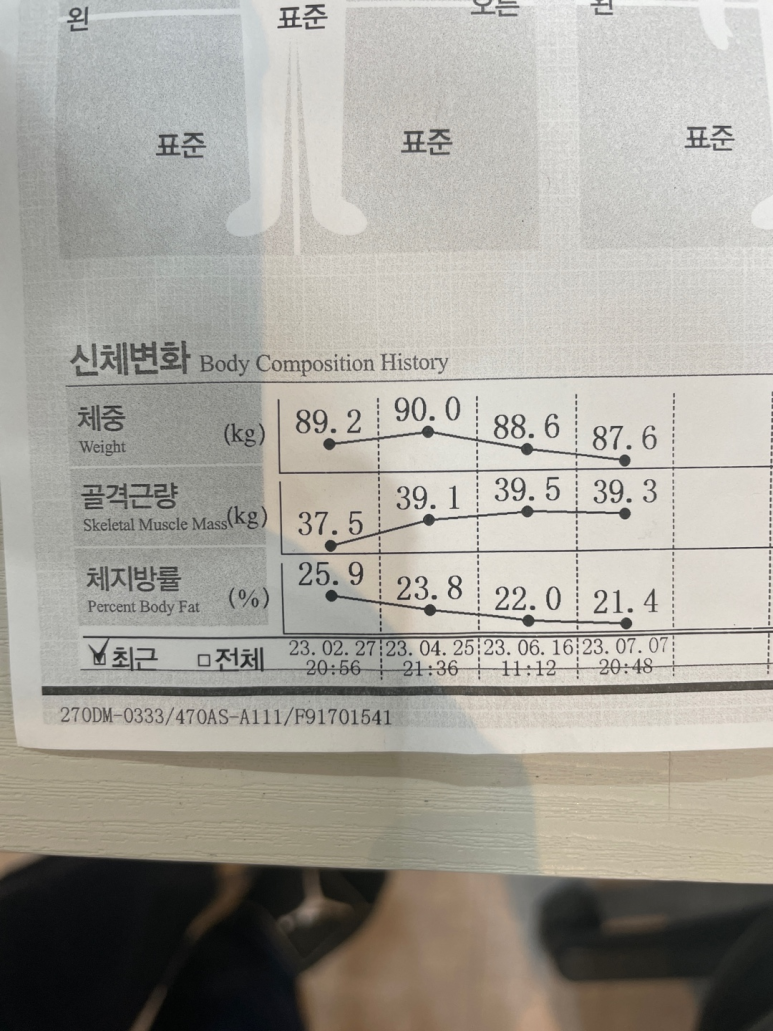 왼 표준 오른 왼
표준 표준 표준
신체변화 Body Composition History
체중 Weight (kg) 89.2 90.0 88.6 87.6
골격근량 Skeletal Muscle Mass (kg) 37.5 39.1 39.5 39.3
체지방률 Percent Body Fat (%) 25.9 23.8 22.0 21.4
최근 전체 23.02.27 23.04.25 23.06.16 23.07.07
20:56 21:36 11:12 20:48
270DM-0333/470AS-A111/F91701541